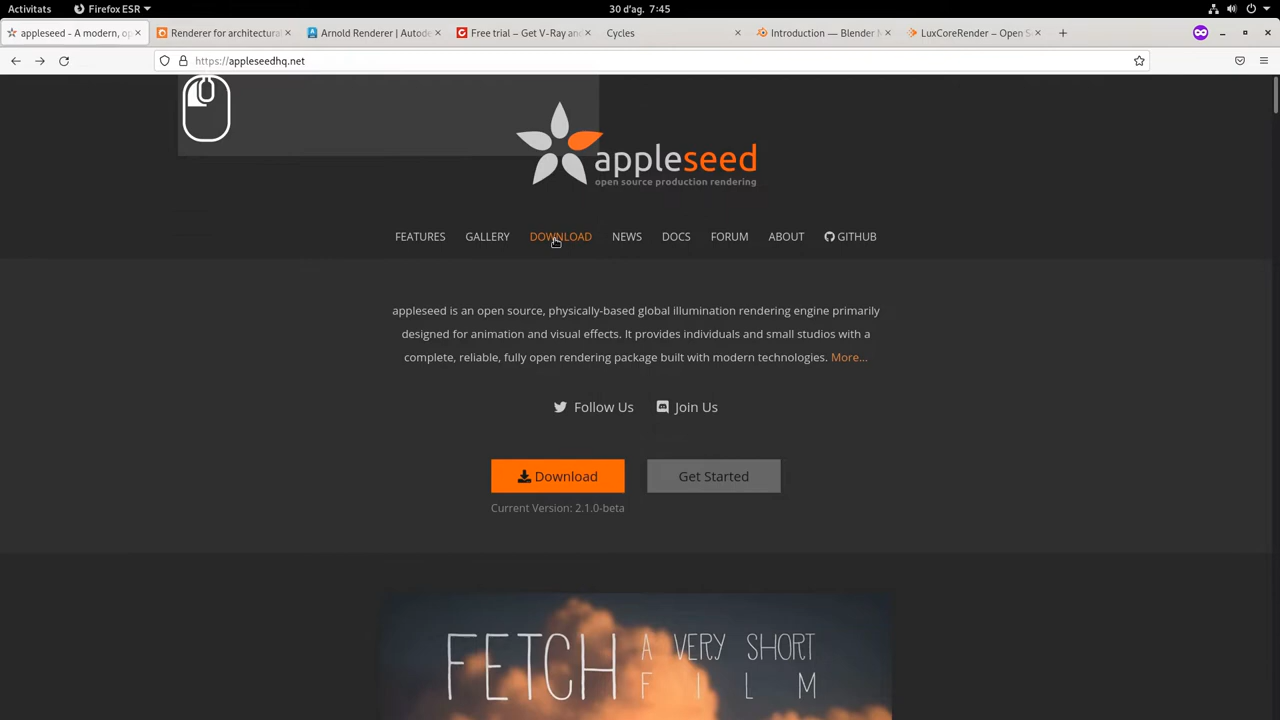 Activitats
Firefox ESR
30 d'ag. 7:45
appleseed - A modern, op
Renderer for architectural
Arnold Renderer | Autode
Free trial – Get V-Ray an
Cycles
Introduction — Blender M
LuxCoreRender – Open S
https://appleseedhq.net
appleseed
open source production rendering
FEATURES
GALLERY
DOWNLOAD
NEWS
DOCS
FORUM
ABOUT
GITHUB
appleseed is an open source, physically-based global illumination rendering engine primarily
designed for animation and visual effects. It provides individuals and small studios with a
complete, reliable, fully open rendering package built with modern technologies. More...
Follow Us
Join Us
Download
Get Started
Current Version: 2.1.0-beta
FETCH
A VERY SHORT
FILM